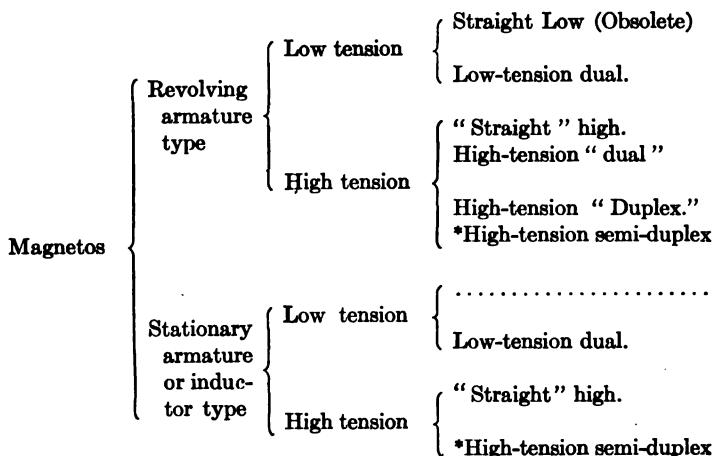 Magnetos
Revolving
armature
type
Low tension
Straight Low (Obsolete)
Low-tension dual.
High tension
“ Straight ” high.
High-tension “ dual ”
High-tension “ Duplex.”
*High-tension semi-duplex
Stationary
armature
or induc-
tor type
Low tension
. . . . . . . . . . . . . . . . . . . . . . . .
Low-tension dual.
High tension
“ Straight ” high.
*High-tension semi-duplex